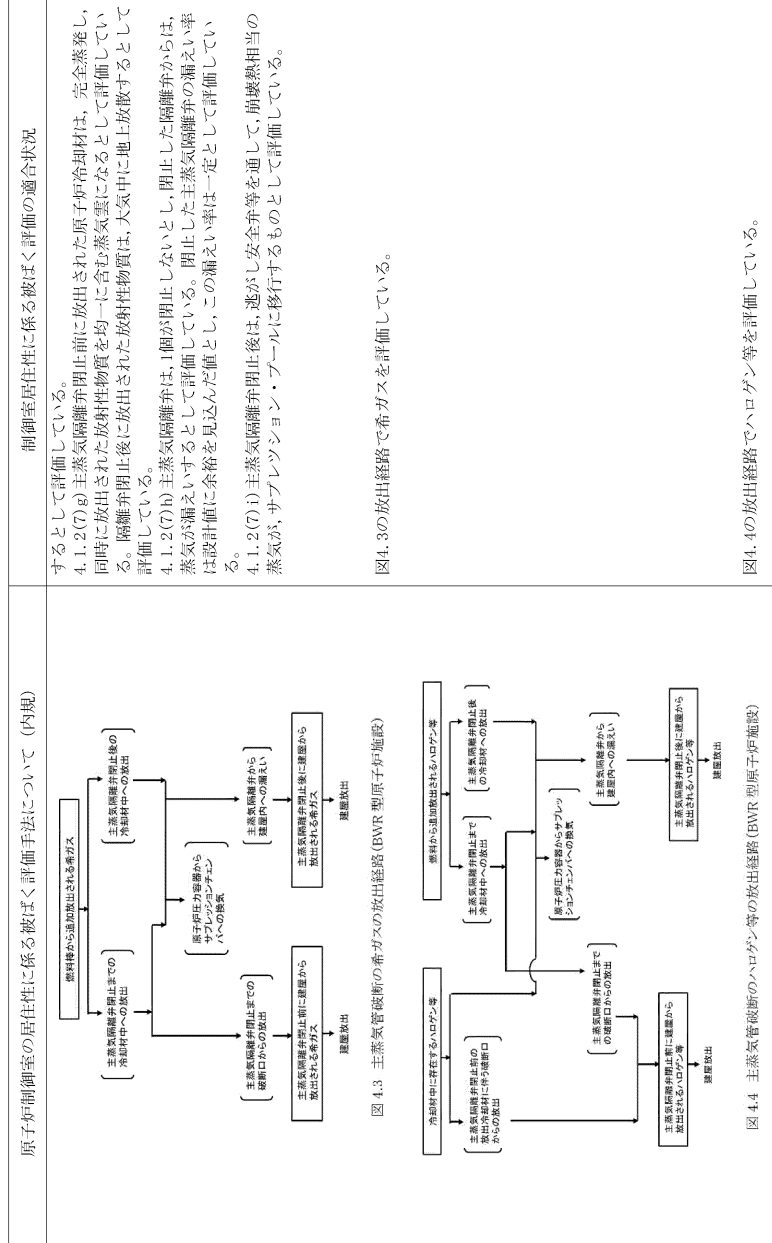 原子炉制御室の居住性に係る被ばく評価手法について（内規）
燃料棒から追加放出される希ガス
主蒸気隔離弁閉止までの
冷却材中への放出
主蒸気隔離弁閉止後の
冷却材中への放出
原子炉圧力容器から
サプレッションチェン
バへの換気
主蒸気隔離弁閉止までの
破断口からの放出
主蒸気隔離弁から
建屋内への漏えい
主蒸気隔離弁閉止前に建屋から
放出される希ガス
主蒸気隔離弁閉止後に建屋から
放出される希ガス
建屋放出
建屋放出
図 4.3 主蒸気管破断の希ガスの放出経路(BWR 型原子炉施設)
冷却材中に存在するハロゲン等
燃料から追加放出されるハロゲン等
主蒸気隔離弁閉止前の
放出冷却材に伴う破断口
からの放出
主蒸気隔離弁閉止まで
冷却材中への放出
主蒸気隔離弁閉止後
の冷却材への放出
原子炉圧力容器からサプレッ
ションチェンバへの換気
主蒸気隔離弁閉止まで
の破断口からの放出
主蒸気隔離弁から
建屋内への漏えい
主蒸気隔離弁閉止前に建屋から
放出されるハロゲン等
主蒸気隔離弁閉止後に建屋から
放出されるハロゲン等
建屋放出
建屋放出
図 4.4 主蒸気管破断のハロゲン等の放出経路(BWR 型原子炉施設)
制御室居住性に係る被ばく評価の適合状況
するとして評価している。
4.1.2(7)g)主蒸気隔離弁閉止前に放出された原子炉冷却材は，完全蒸発し，
同時に放出された放射性物質を均一に含む蒸気雲になるとして評価してい
る。隔離弁閉止後に放出された放射性物質は，大気中に地上放散するとして
評価している。
4.1.2(7)h)主蒸気隔離弁は，1個が閉止しないとし，閉止した隔離弁からは，
蒸気が漏えいするとして評価している。閉止した主蒸気隔離弁の漏えい率
は設計値に余裕を見込んだ値とし，この漏えい率は一定として評価してい
る。
4.1.2(7)i)主蒸気隔離弁閉止後は，逃がし安全弁等を通して，崩壊熱相当の
蒸気が，サプレッション・プールに移行するものとして評価している。
図4.3の放出経路で希ガスを評価している。
図4.4の放出経路でハロゲン等を評価している。